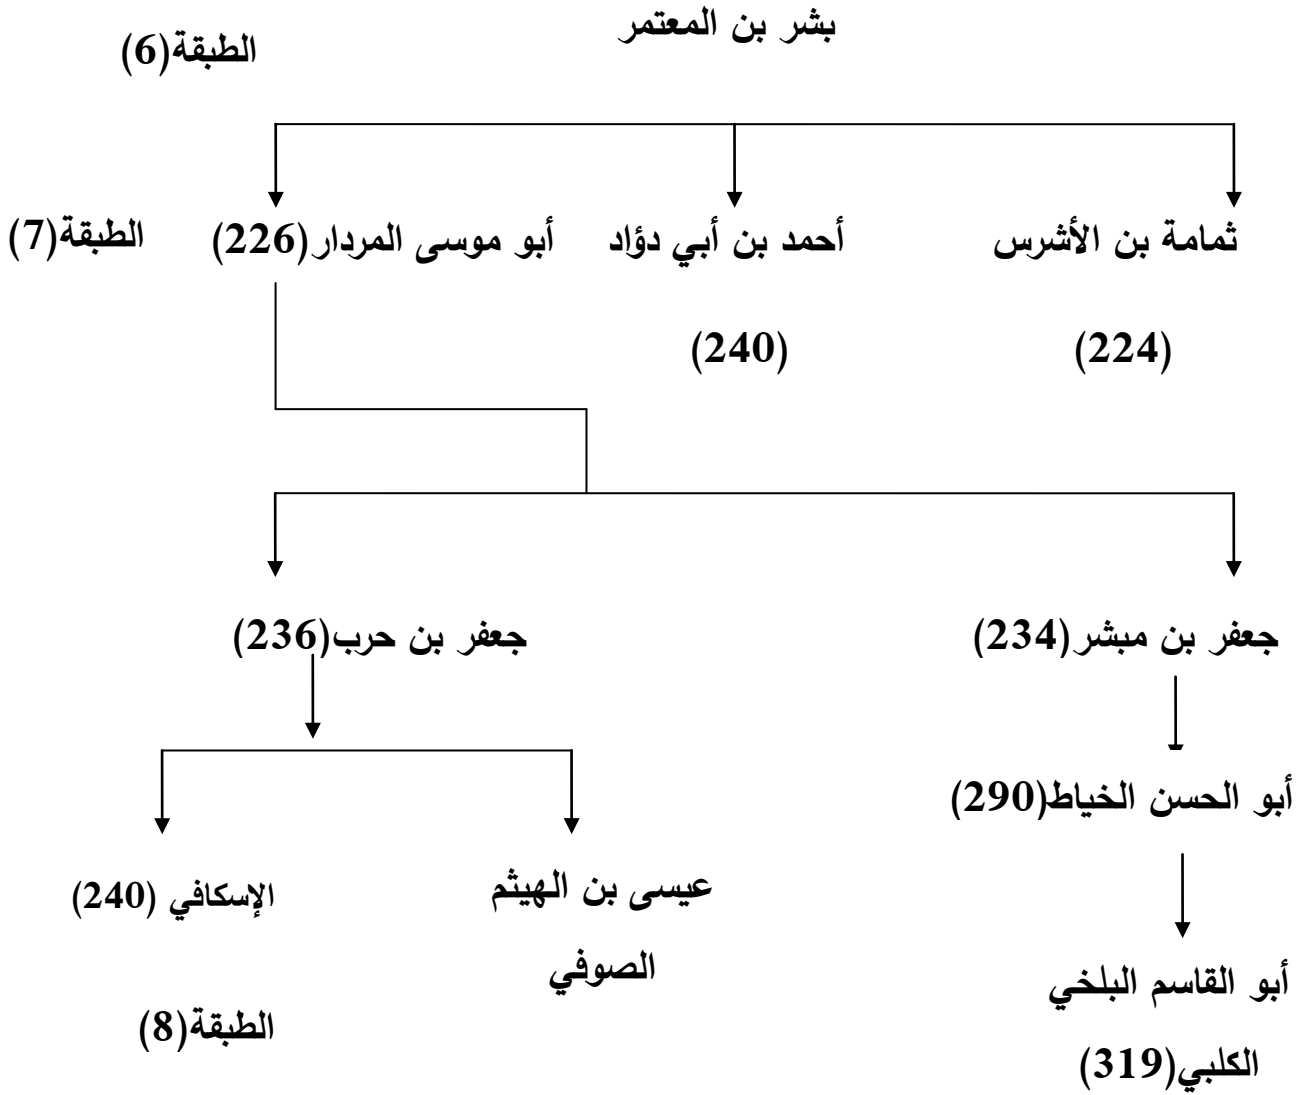 بشر بن المعتمر
الطبقة(6)
ثمامة بن الأشرس
(224)
أحمد بن أبي دؤاد
(240)
أبو موسى المردار(226)
الطبقة(7)
جعفر بن مبشر(234)
جعفر بن حرب(236)
أبو الحسن الخياط(290)
عيسى بن الهيثم
الصوفي
الإسكافي (240)
أبو القاسم البلخي
الكلبي(319)
الطبقة(8)